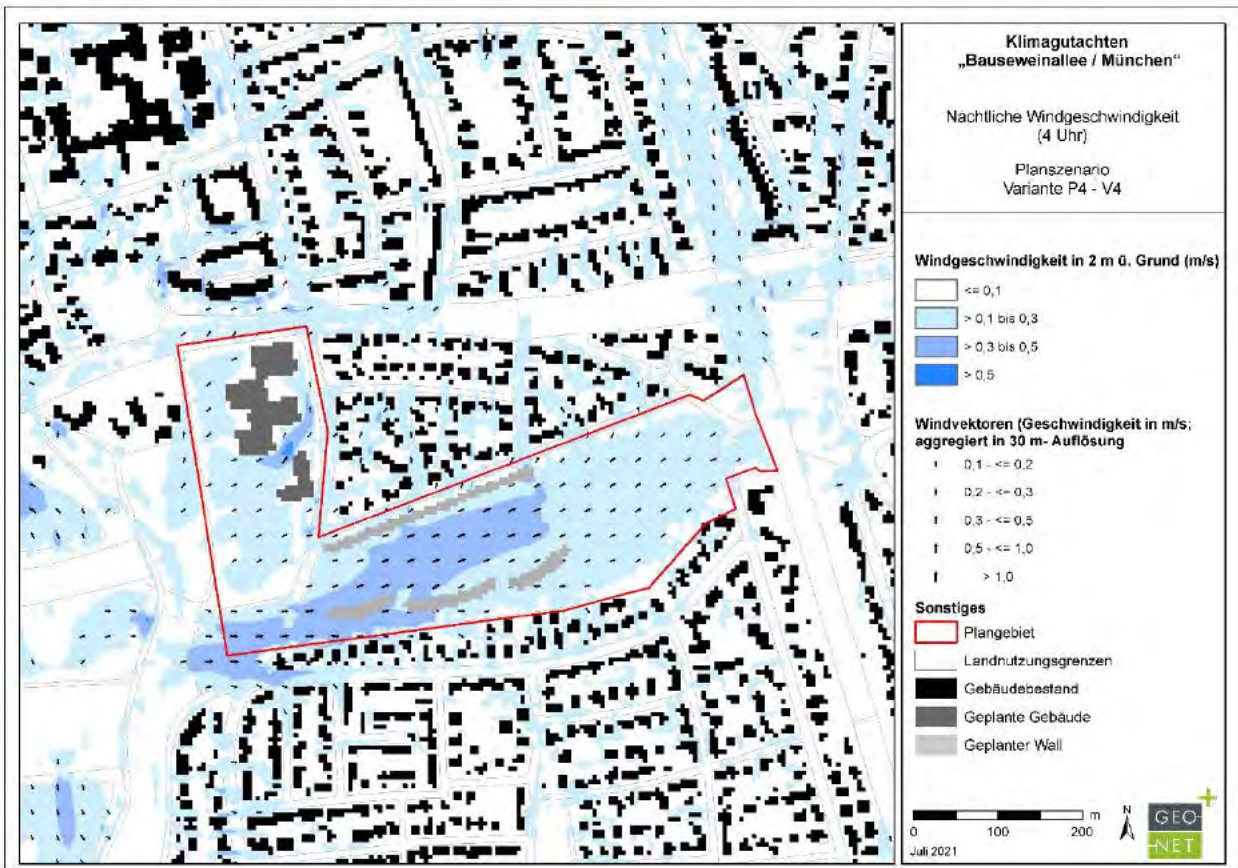 Klimagutachten
„Bauseweinallee / München“
Nächtliche Windgeschwindigkeit
(4 Uhr)
Planszenario
Variante P4 - V4
Windgeschwindigkeit in 2 m ü. Grund (m/s)
<= 0,1
> 0,1 bis 0,3
> 0,3 bis 0,5
> 0,5
Windvektoren (Geschwindigkeit in m/s;
aggregiert in 30 m- Auflösung
0,1 - <= 0,2
0,2 - <= 0,3
0,3 - <= 0,5
0,5 - <= 1,0
> 1,0
Sonstiges
Plangebiet
Landnutzungsgrenzen
Gebäudebestand
Geplante Gebäude
Geplanter Wall
m
0 100 200
N
Juli 2021
GEO-
NET